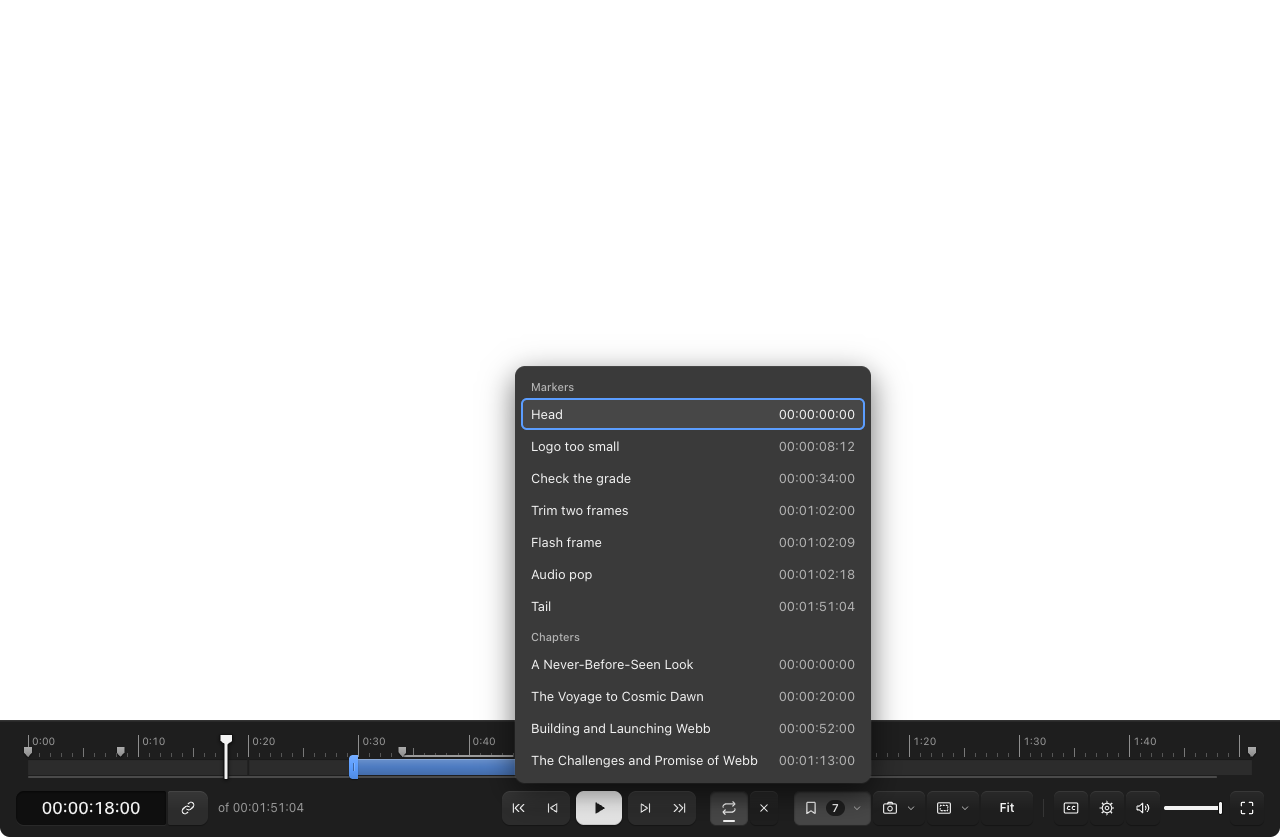 Markers
Head 00:00:00:00
Logo too small 00:00:08:12
Check the grade 00:00:34:00
Trim two frames 00:01:02:00
Flash frame 00:01:02:09
Audio pop 00:01:02:18
Tail 00:01:51:04
Chapters
A Never-Before-Seen Look 00:00:00:00
The Voyage to Cosmic Dawn 00:00:20:00
Building and Launching Webb 00:00:52:00
The Challenges and Promise of Webb 00:01:13:00
0:00 0:10 0:20 0:30 0:40 1:20 1:30 1:40
00:00:18:00 of 00:01:51:04 7 Fit CC